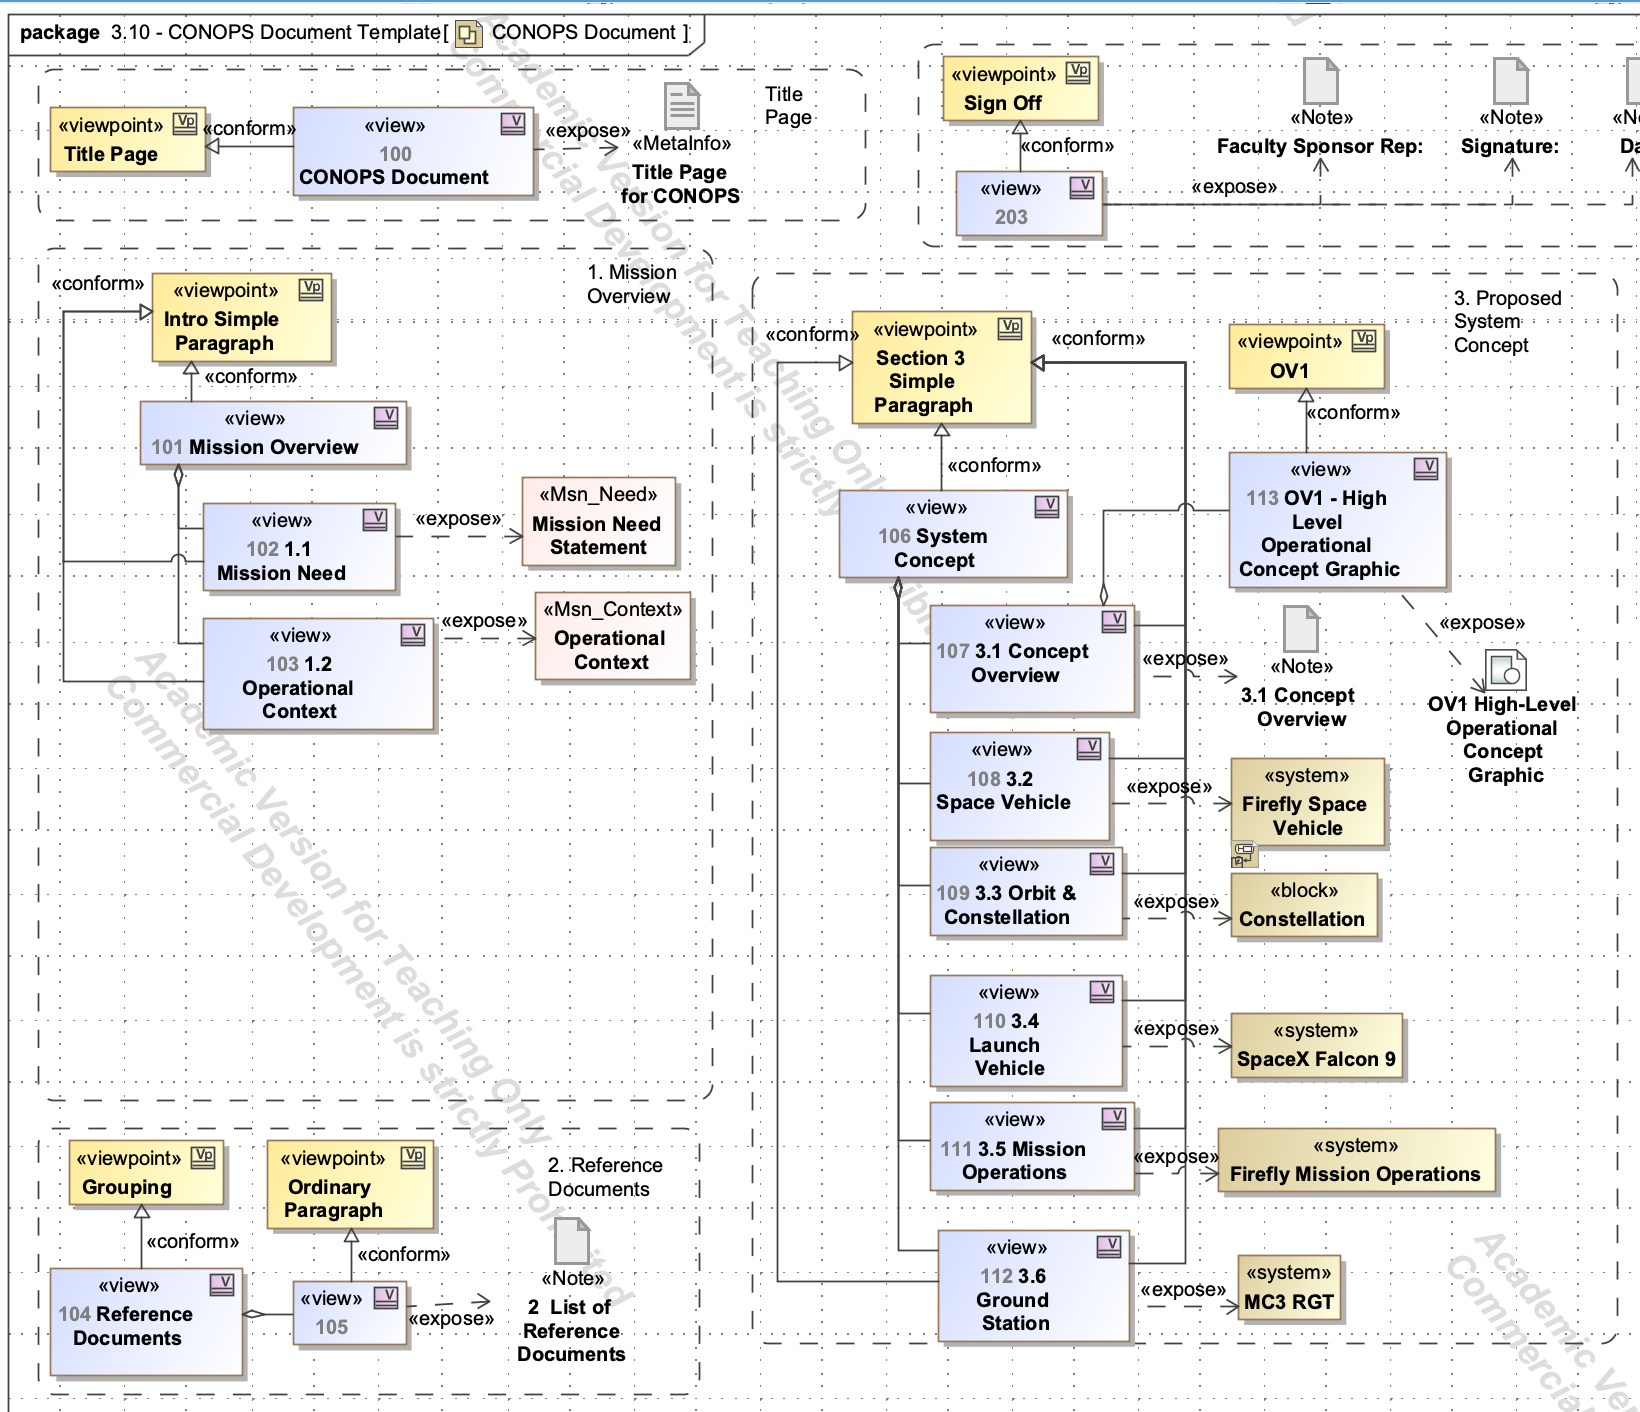 package 3.10 - CONOPS Document Template[ CONOPS Document ]
Title
Page
«viewpoint»
Title Page
«conform»
«view»
100
CONOPS Document
«expose»
«MetaInfo»
Title Page
for CONOPS
«viewpoint»
Sign Off
«conform»
«view»
203
«expose»
«Note»
Faculty Sponsor Rep:
«Note»
Signature:
1. Mission
Overview
«conform»
«viewpoint»
Intro Simple
Paragraph
«conform»
«view»
101 Mission Overview
«view»
102 1.1
Mission Need
«expose»
«Msn_Need»
Mission Need
Statement
«view»
103 1.2
Operational
Context
«expose»
«Msn_Context»
Operational
Context
2. Reference
Documents
«viewpoint»
Grouping
«conform»
«view»
104 Reference
Documents
«viewpoint»
Ordinary
Paragraph
«conform»
«view»
105
«expose»
«Note»
2 List of
Reference
Documents
3. Proposed
System
Concept
«conform»
«viewpoint»
Section 3
Simple
Paragraph
«conform»
«conform»
«view»
106 System
Concept
«viewpoint»
OV1
«conform»
«view»
113 OV1 - High
Level
Operational
Concept Graphic
«expose»
OV1 High-Level
Operational
Concept
Graphic
«view»
107 3.1 Concept
Overview
«expose»
«Note»
3.1 Concept
Overview
«view»
108 3.2
Space Vehicle
«expose»
«system»
Firefly Space
Vehicle
«view»
109 3.3 Orbit &
Constellation
«expose»
«block»
Constellation
«view»
110 3.4
Launch
Vehicle
«expose»
«system»
SpaceX Falcon 9
«view»
111 3.5 Mission
Operations
«expose»
«system»
Firefly Mission Operations
«view»
112 3.6
Ground
Station
«expose»
«system»
MC3 RGT
Academic Version for Teaching Only
Commercial Development is strictly
Academic Version for Teaching Only
Commercial Development is strictly
Academic
Commercial